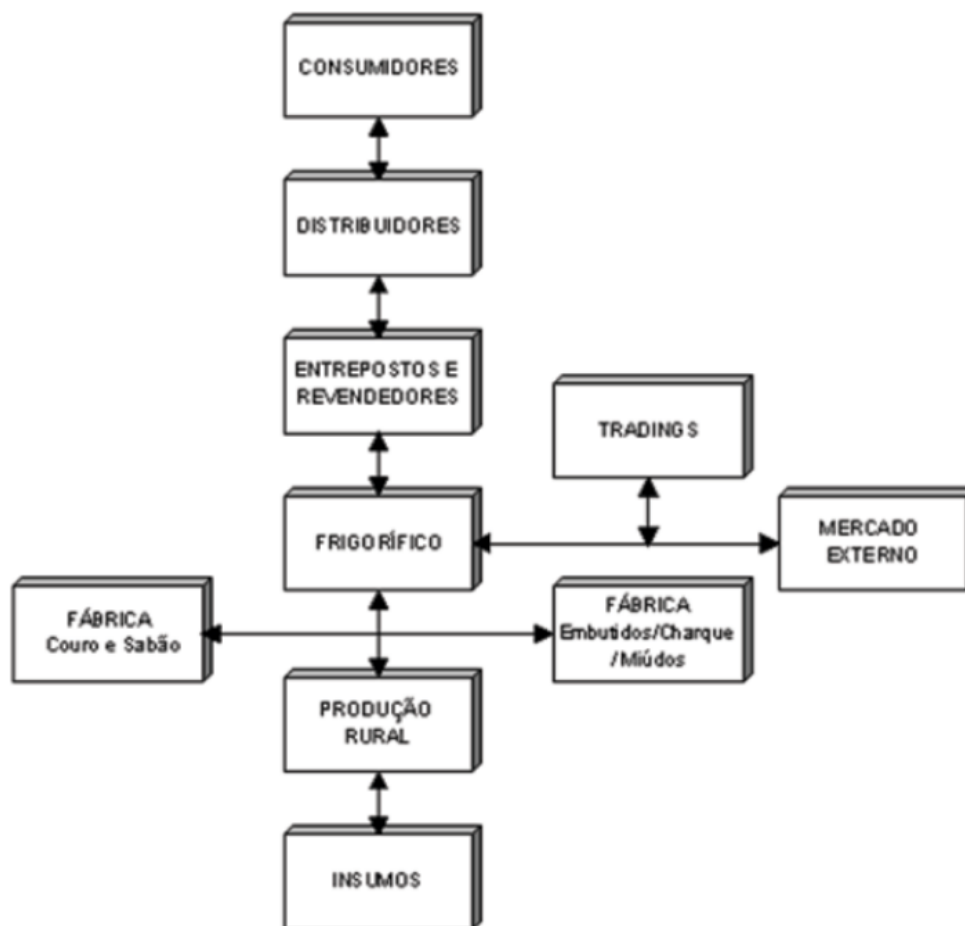 CONSUMIDORES
DISTRIBUIDORES
ENTREPOSTOS E
REVENDEDORES
TRADINGS
FRIGORÍFICO
MERCADO
EXTERNO
FÁBRICA
Couro e Sabão
FÁBRICA
Embutidos/Charque
/Miúdos
PRODUÇÃO
RURAL
INSUMOS